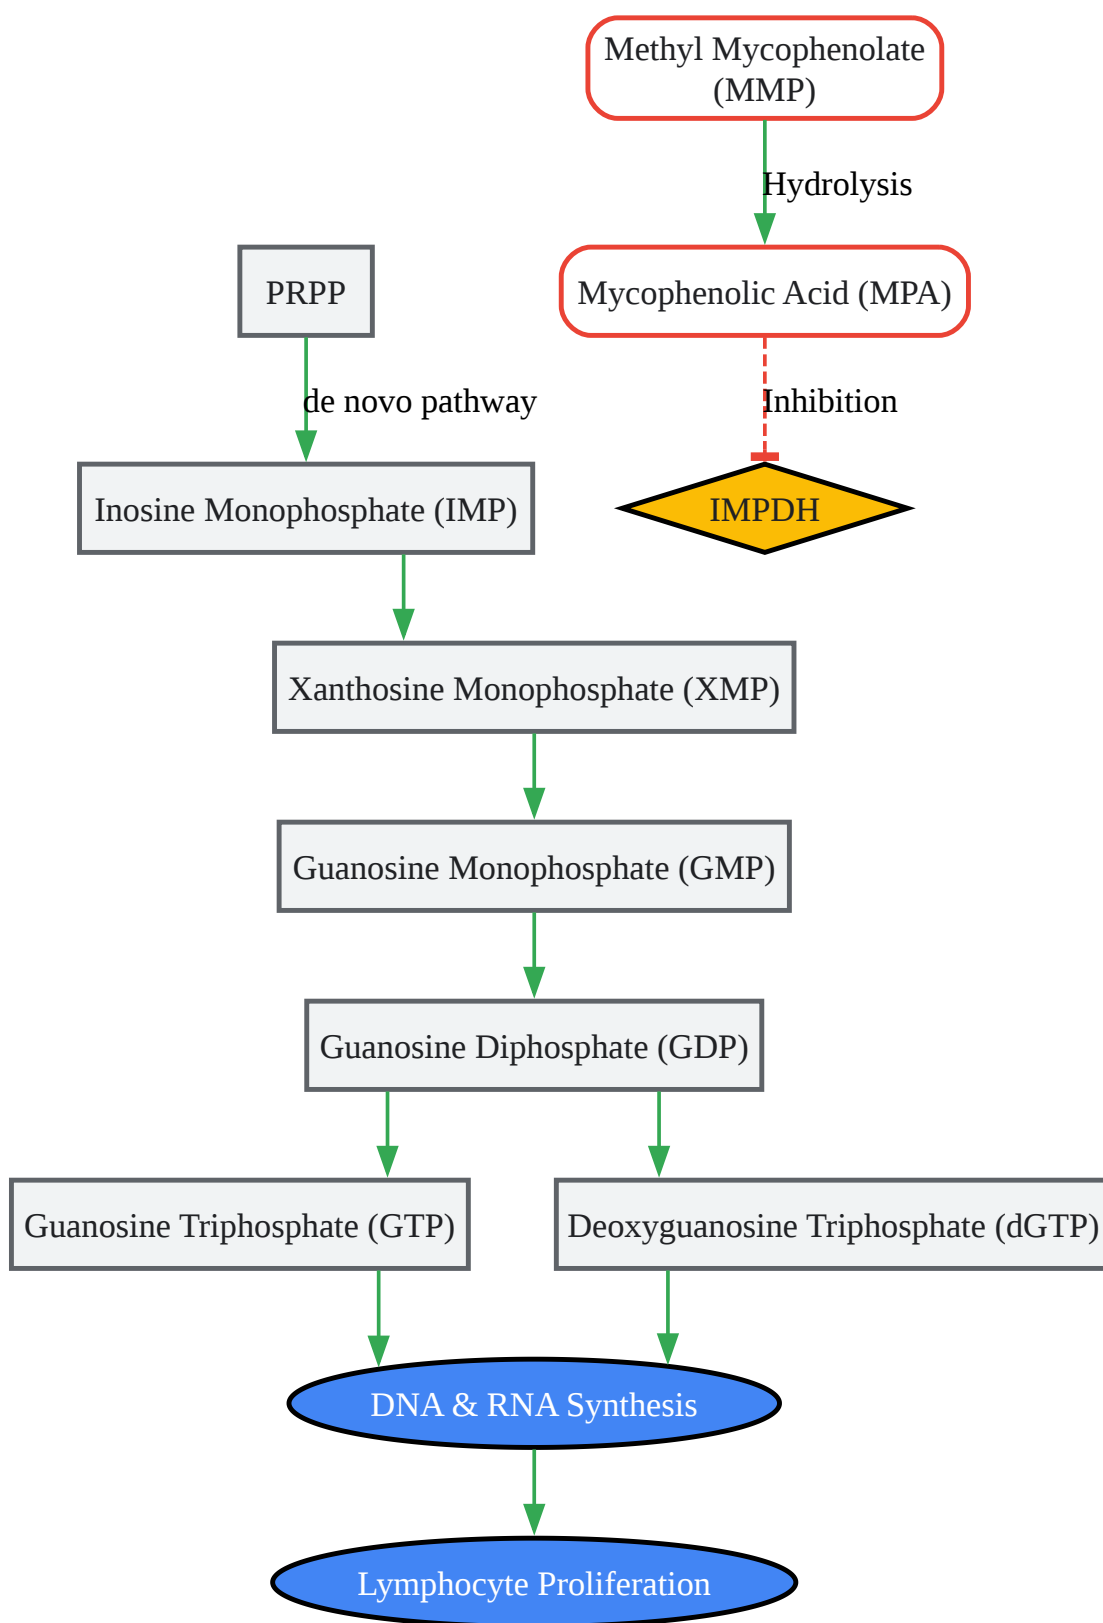 Methyl Mycophenolate
(MMP)
Hydrolysis
PRPP
Mycophenolic Acid (MPA)
de novo pathway
Inhibition
Inosine Monophosphate (IMP)
IMPDH
Xanthosine Monophosphate (XMP)
Guanosine Monophosphate (GMP)
Guanosine Diphosphate (GDP)
Guanosine Triphosphate (GTP)
Deoxyguanosine Triphosphate (dGTP)
DNA & RNA Synthesis
Lymphocyte Proliferation